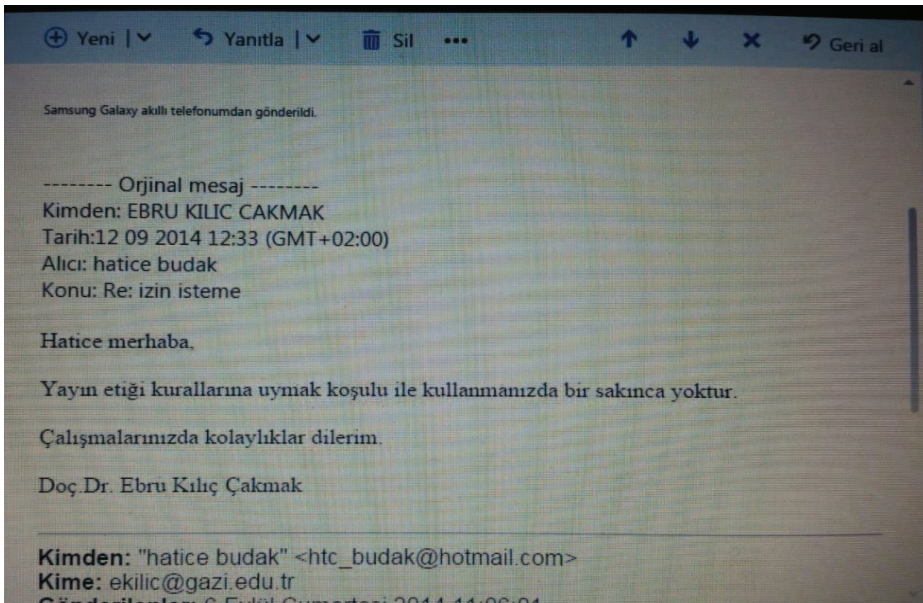 Yeni
Yanıtla
Sil
Geri al
Samsung Galaxy akıllı telefonumdan gönderildi.
-------- Orjinal mesaj --------
Kimden: EBRU KILIC CAKMAK
Tarih:12 09 2014 12:33 (GMT+02:00)
Alıcı: hatice budak
Konu: Re: izin isteme
Hatice merhaba,
Yayın etiği kurallarına uymak koşulu ile kullanmanızda bir sakınca yoktur.
Çalışmalarınızda kolaylıklar dilerim.
Doç.Dr. Ebru Kılıç Çakmak
Kimden: "hatice budak" <htc_budak@hotmail.com>
Kime: ekilic@gazi.edu.tr